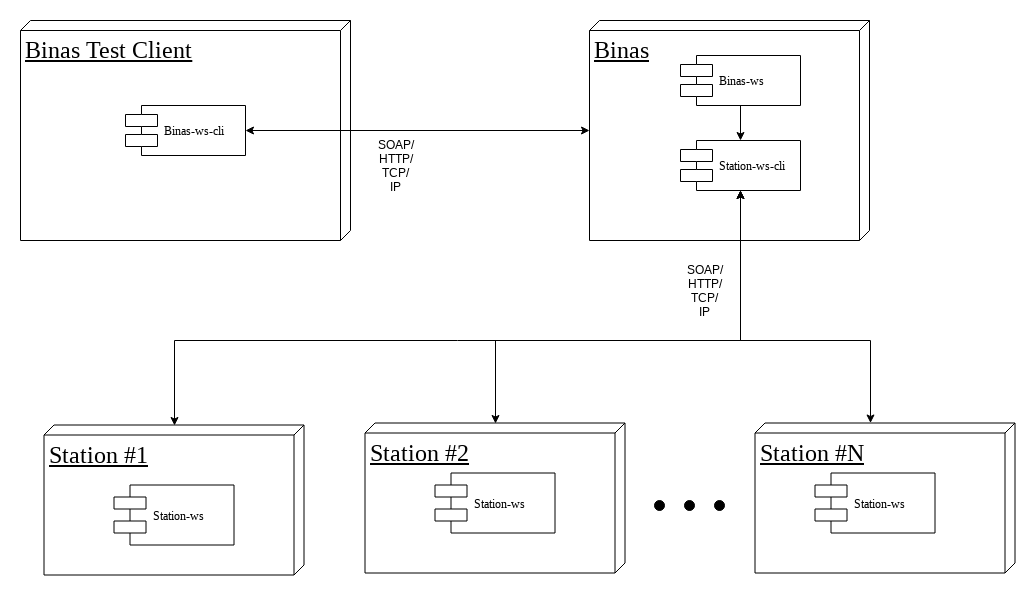 Binas Test Client
Binas
Binas-ws
Binas-ws-cli
SOAP/
HTTP/
TCP/
IP
Station-ws-cli
SOAP/
HTTP/
TCP/
IP
Station #1
Station #2
Station #N
Station-ws
Station-ws
Station-ws